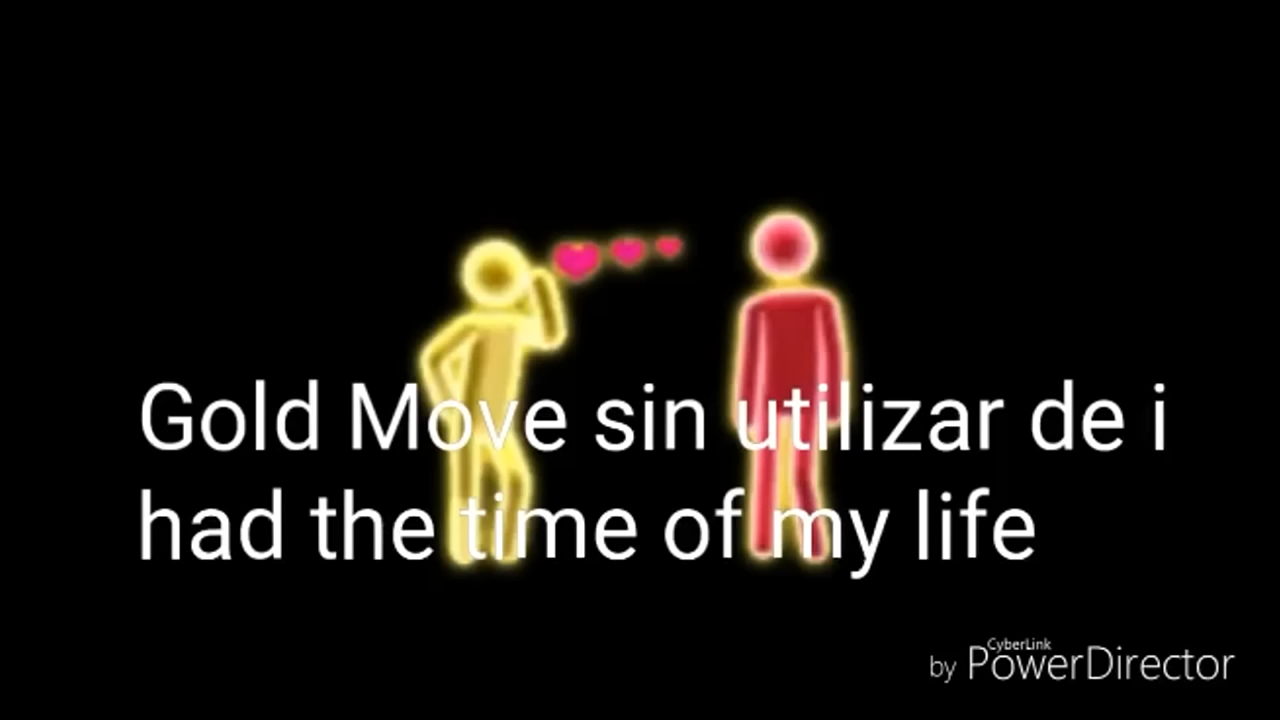 Gold Move sin utilizar de i
had the time of my life
CyberLink
by PowerDirector